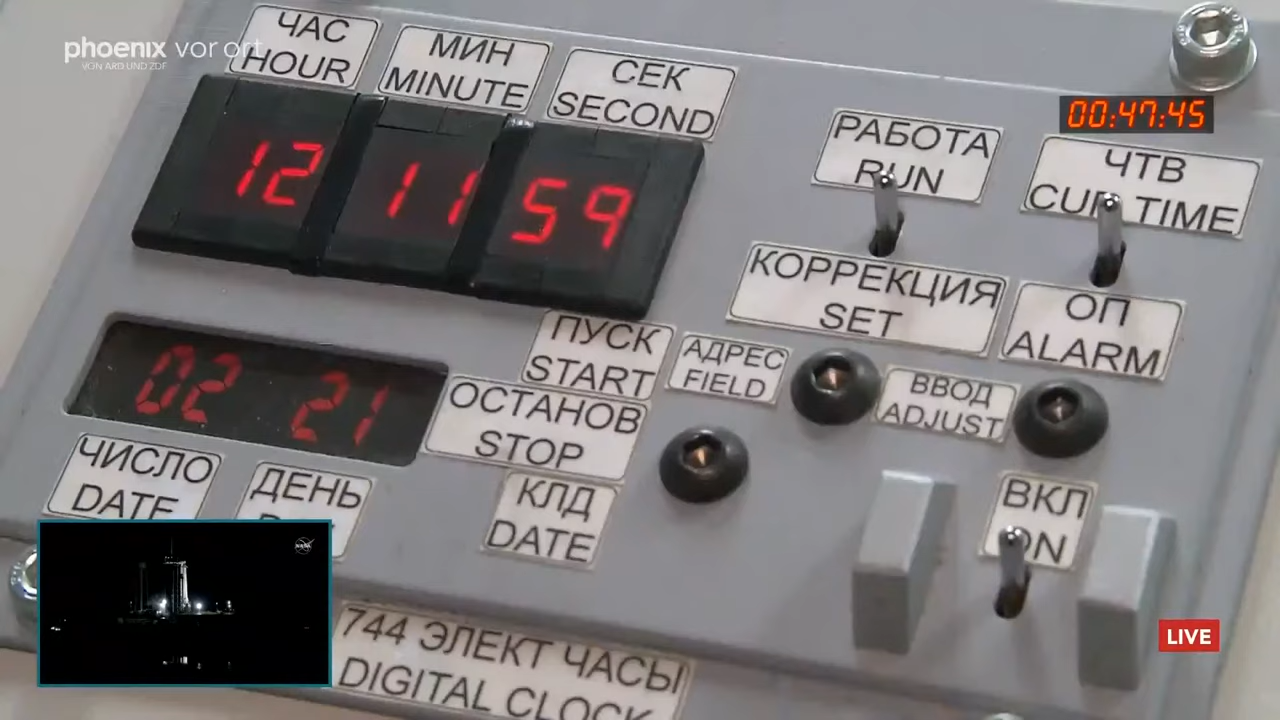 phoenix vor ort
VON ARD UND ZDF
ЧАС
HOUR
МИН
MINUTE
СЕК
SECOND
12 11 59
РАБОТА
RUN
00:47:45
ЧТВ
TIME
КОРРЕКЦИЯ
SET
ОП
ALARM
02 21
ПУСК
START
АДРЕС
FIELD
ВВОД
ADJUST
ОСТАНОВ
STOP
ЧИСЛО
DATE
ДЕНЬ
КЛД
DATE
ВКЛ
ON
NASA
744 ЭЛЕКТ ЧАСЫ
DIGITAL CLOCK
LIVE